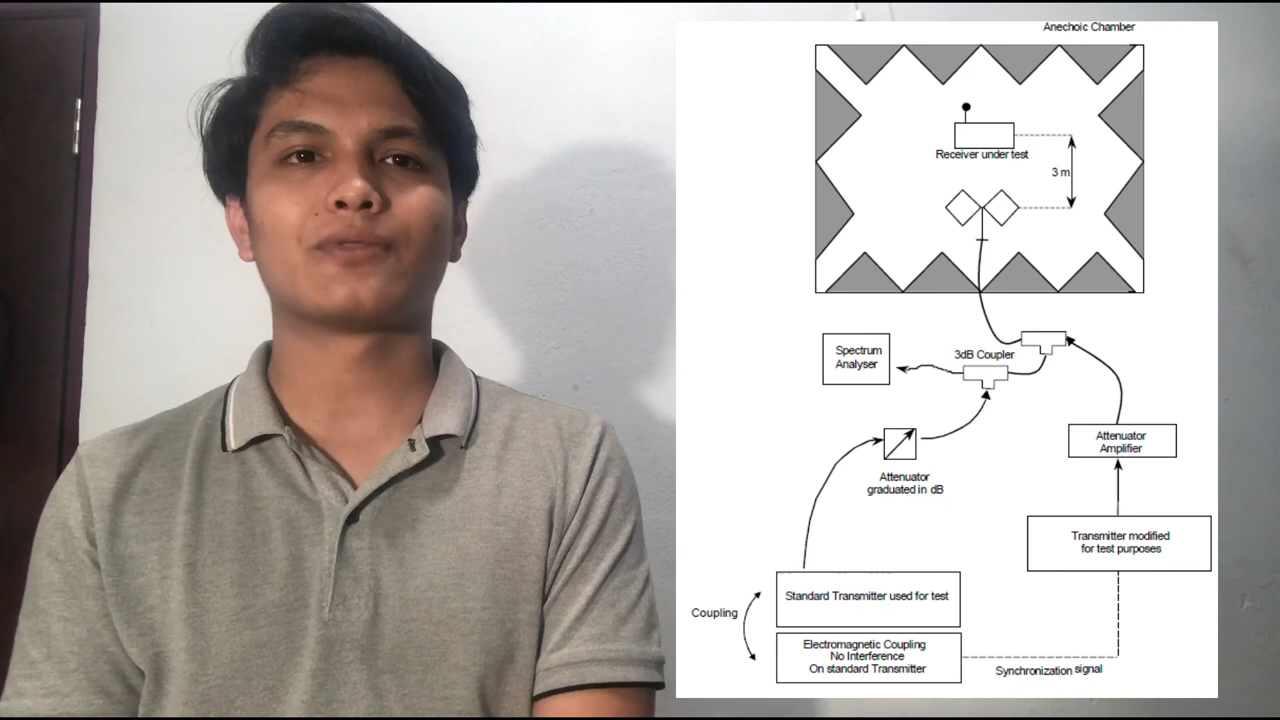 Anechoic Chamber
Receiver under test
3 m
Spectrum
Analyser
3dB Coupler
Attenuator
Amplifier
Attenuator
graduated in dB
Transmitter modified
for test purposes
Standard Transmitter used for test
Coupling
Electromagnetic Coupling
No Interference
On standard Transmitter
Synchronization signal